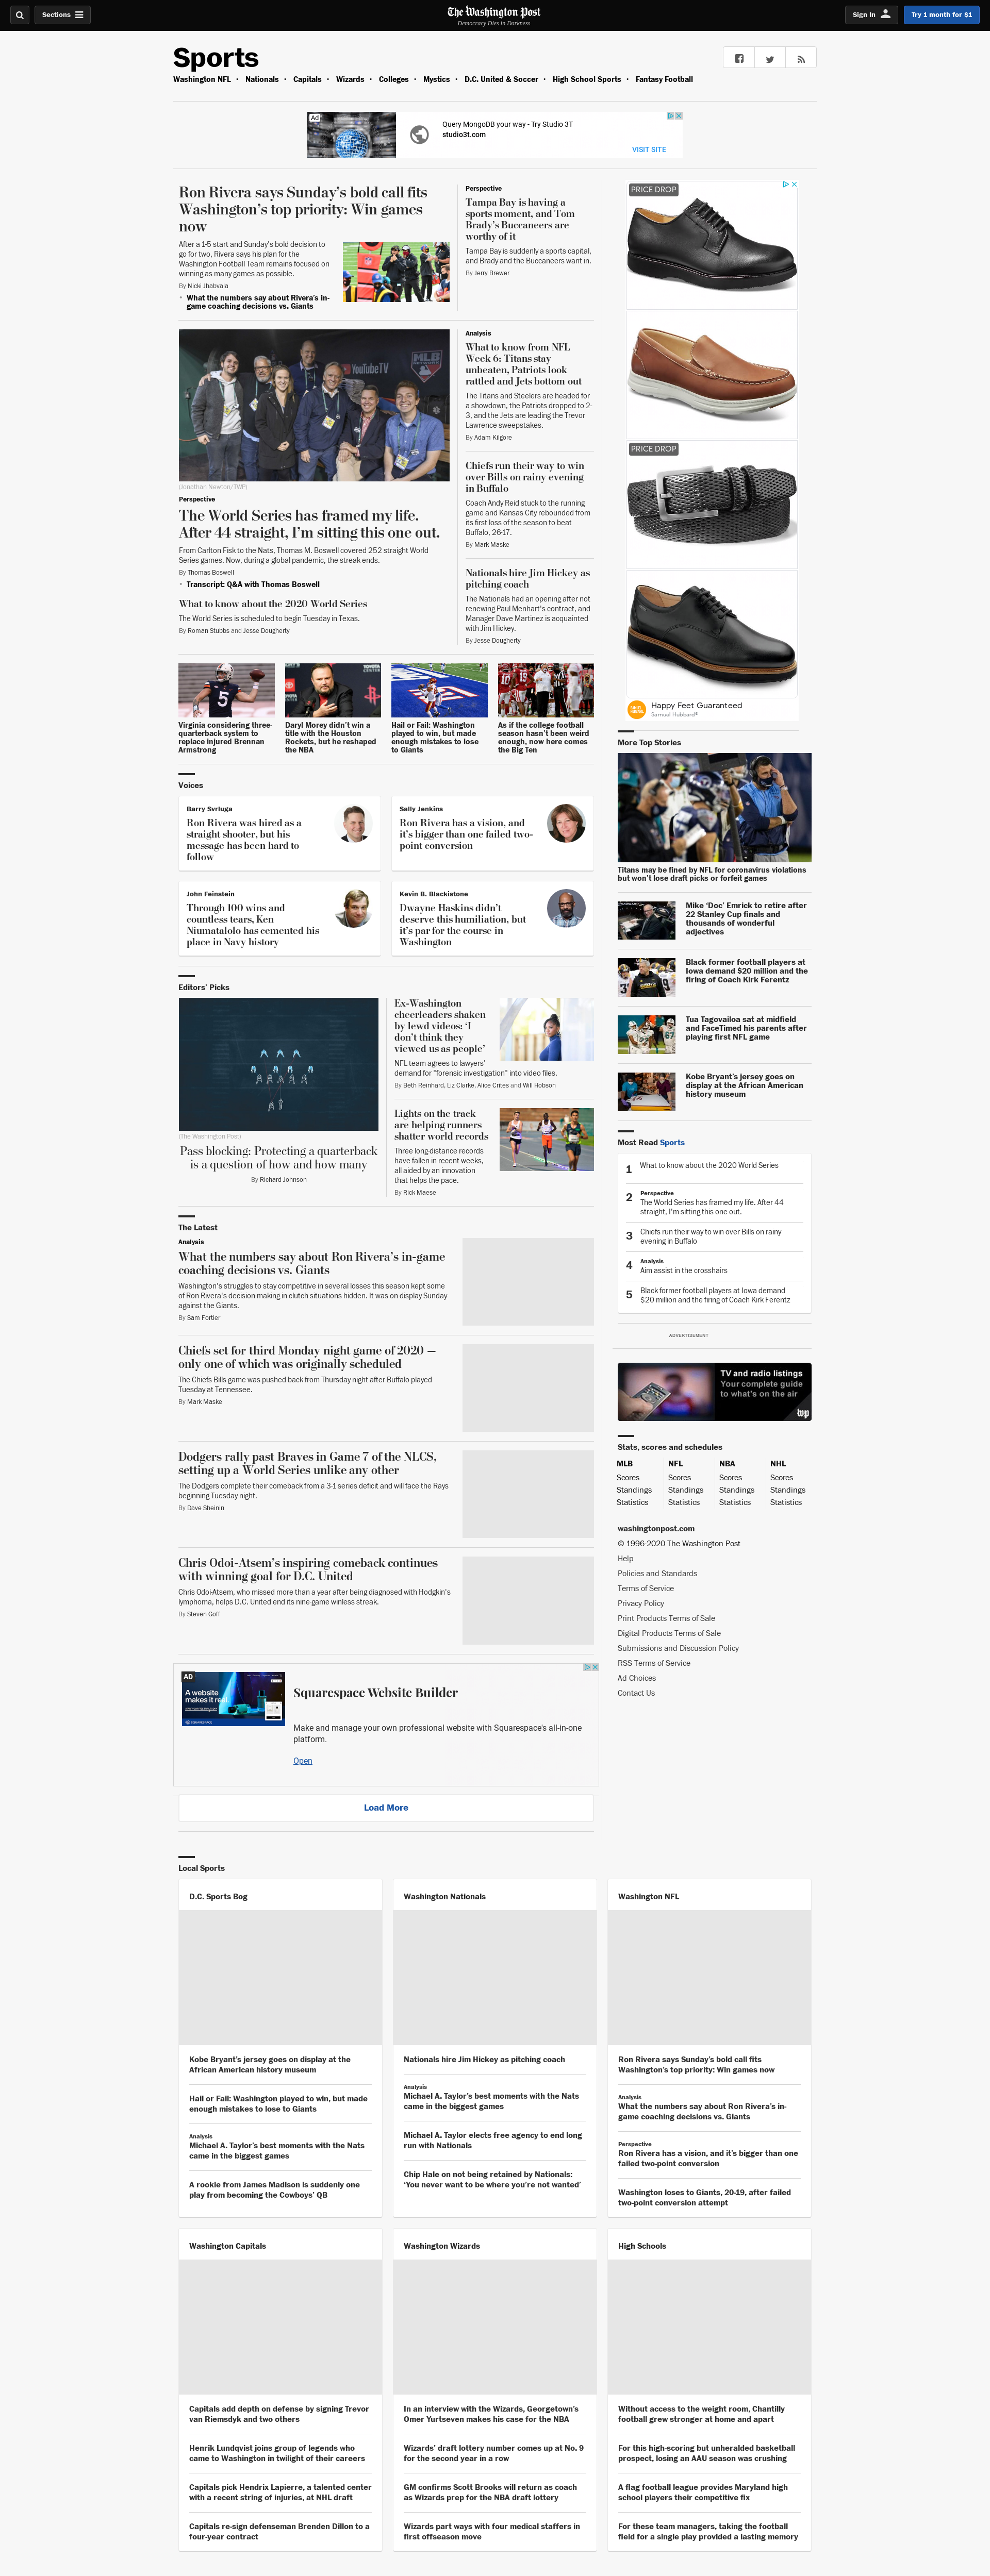 Sections
The Washington Post
Democracy Dies in Darkness
Sign In
Try 1 month for $1
Sports
Washington NFL • Nationals • Capitals • Wizards • Colleges • Mystics • D.C. United & Soccer • High School Sports • Fantasy Football
Ad
Query MongoDB your way - Try Studio 3T
studio3t.com
VISIT SITE
Ron Rivera says Sunday’s bold call fits
Washington’s top priority: Win games
now
After a 1-5 start and Sunday's bold decision to
go for two, Rivera says his plan for the
Washington Football Team remains focused on
winning as many games as possible.
By Nicki Jhabvala
• What the numbers say about Rivera’s in-
game coaching decisions vs. Giants
Perspective
Tampa Bay is having a
sports moment, and Tom
Brady’s Buccaneers are
worthy of it
Tampa Bay is suddenly a sports capital,
and Brady and the Buccaneers want in.
By Jerry Brewer
YouTubeTV
MLB
(Jonathan Newton/TWP)
Perspective
The World Series has framed my life.
After 44 straight, I’m sitting this one out.
From Carlton Fisk to the Nats, Thomas M. Boswell covered 252 straight World
Series games. Now, during a global pandemic, the streak ends.
By Thomas Boswell
• Transcript: Q&A with Thomas Boswell
What to know about the 2020 World Series
The World Series is scheduled to begin Tuesday in Texas.
By Roman Stubbs and Jesse Dougherty
Analysis
What to know from NFL
Week 6: Titans stay
unbeaten, Patriots look
rattled and Jets bottom out
The Titans and Steelers are headed for
a showdown, the Patriots dropped to 2-
3, and the Jets are leading the Trevor
Lawrence sweepstakes.
By Adam Kilgore
Chiefs run their way to win
over Bills on rainy evening
in Buffalo
Coach Andy Reid stuck to the running
game and Kansas City rebounded from
its first loss of the season to beat
Buffalo, 26-17.
By Mark Maske
Nationals hire Jim Hickey as
pitching coach
The Nationals had an opening after not
renewing Paul Menhart's contract, and
Manager Dave Martinez is acquainted
with Jim Hickey.
By Jesse Dougherty
Virginia considering three-
quarterback system to
replace injured Brennan
Armstrong
Daryl Morey didn’t win a
title with the Houston
Rockets, but he reshaped
the NBA
Hail or Fail: Washington
played to win, but made
enough mistakes to lose
to Giants
As if the college football
season hasn’t been weird
enough, now here comes
the Big Ten
Voices
Barry Svrluga
Ron Rivera was hired as a
straight shooter, but his
message has been hard to
follow
Sally Jenkins
Ron Rivera has a vision, and
it’s bigger than one failed two-
point conversion
John Feinstein
Through 100 wins and
countless tears, Ken
Niumatalolo has cemented his
place in Navy history
Kevin B. Blackistone
Dwayne Haskins didn’t
deserve this humiliation, but
it’s par for the course in
Washington
Editors’ Picks
(The Washington Post)
Pass blocking: Protecting a quarterback
is a question of how and how many
By Richard Johnson
Ex-Washington
cheerleaders shaken
by lewd videos: ‘I
don’t think they
viewed us as people’
NFL team agrees to lawyers'
demand for "forensic investigation" into video files.
By Beth Reinhard, Liz Clarke, Alice Crites and Will Hobson
Lights on the track
are helping runners
shatter world records
Three long-distance records
have fallen in recent weeks,
all aided by an innovation
that helps the pace.
By Rick Maese
The Latest
Analysis
What the numbers say about Ron Rivera’s in-game
coaching decisions vs. Giants
Washington's struggles to stay competitive in several losses this season kept some
of Ron Rivera's decision-making in clutch situations hidden. It was on display Sunday
against the Giants.
By Sam Fortier
Chiefs set for third Monday night game of 2020 —
only one of which was originally scheduled
The Chiefs-Bills game was pushed back from Thursday night after Buffalo played
Tuesday at Tennessee.
By Mark Maske
Dodgers rally past Braves in Game 7 of the NLCS,
setting up a World Series unlike any other
The Dodgers complete their comeback from a 3-1 series deficit and will face the Rays
beginning Tuesday night.
By Dave Sheinin
Chris Odoi-Atsem’s inspiring comeback continues
with winning goal for D.C. United
Chris Odoi-Atsem, who missed more than a year after being diagnosed with Hodgkin's
lymphoma, helps D.C. United end its nine-game winless streak.
By Steven Goff
AD
A website
makes it real.
Squarespace Website Builder
Make and manage your own professional website with Squarespace's all-in-one
platform.
Open
Load More
PRICE DROP
PRICE DROP
Happy Feet Guaranteed
Samuel Hubbard®
More Top Stories
Titans may be fined by NFL for coronavirus violations
but won’t lose draft picks or forfeit games
Mike ‘Doc’ Emrick to retire after
22 Stanley Cup finals and
thousands of wonderful
adjectives
Black former football players at
Iowa demand $20 million and the
firing of Coach Kirk Ferentz
Tua Tagovailoa sat at midfield
and FaceTimed his parents after
playing first NFL game
Kobe Bryant’s jersey goes on
display at the African American
history museum
Most Read Sports
1 What to know about the 2020 World Series
2 Perspective
The World Series has framed my life. After 44
straight, I’m sitting this one out.
3 Chiefs run their way to win over Bills on rainy
evening in Buffalo
4 Analysis
Aim assist in the crosshairs
5 Black former football players at Iowa demand
$20 million and the firing of Coach Kirk Ferentz
ADVERTISEMENT
TV and radio listings
Your complete guide
to what's on the air
wp
Stats, scores and schedules
MLB NFL NBA NHL
Scores Scores Scores Scores
Standings Standings Standings Standings
Statistics Statistics Statistics Statistics
washingtonpost.com
© 1996-2020 The Washington Post
Help
Policies and Standards
Terms of Service
Privacy Policy
Print Products Terms of Sale
Digital Products Terms of Sale
Submissions and Discussion Policy
RSS Terms of Service
Ad Choices
Contact Us
Local Sports
D.C. Sports Bog
Kobe Bryant’s jersey goes on display at the
African American history museum
Hail or Fail: Washington played to win, but made
enough mistakes to lose to Giants
Analysis
Michael A. Taylor’s best moments with the Nats
came in the biggest games
A rookie from James Madison is suddenly one
play from becoming the Cowboys’ QB
Washington Nationals
Nationals hire Jim Hickey as pitching coach
Analysis
Michael A. Taylor’s best moments with the Nats
came in the biggest games
Michael A. Taylor elects free agency to end long
run with Nationals
Chip Hale on not being retained by Nationals:
‘You never want to be where you’re not wanted’
Washington NFL
Ron Rivera says Sunday’s bold call fits
Washington’s top priority: Win games now
Analysis
What the numbers say about Ron Rivera’s in-
game coaching decisions vs. Giants
Perspective
Ron Rivera has a vision, and it’s bigger than one
failed two-point conversion
Washington loses to Giants, 20-19, after failed
two-point conversion attempt
Washington Capitals
Capitals add depth on defense by signing Trevor
van Riemsdyk and two others
Henrik Lundqvist joins group of legends who
came to Washington in twilight of their careers
Capitals pick Hendrix Lapierre, a talented center
with a recent string of injuries, at NHL draft
Capitals re-sign defenseman Brenden Dillon to a
four-year contract
Washington Wizards
In an interview with the Wizards, Georgetown’s
Omer Yurtseven makes his case for the NBA
Wizards’ draft lottery number comes up at No. 9
for the second year in a row
GM confirms Scott Brooks will return as coach
as Wizards prep for the NBA draft lottery
Wizards part ways with four medical staffers in
first offseason move
High Schools
Without access to the weight room, Chantilly
football grew stronger at home and apart
For this high-scoring but unheralded basketball
prospect, losing an AAU season was crushing
A flag football league provides Maryland high
school players their competitive fix
For these team managers, taking the football
field for a single play provided a lasting memory